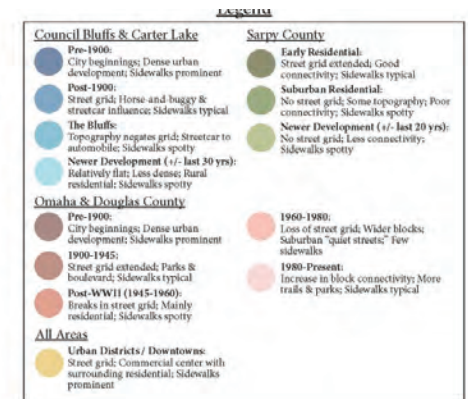 Legend
Council Bluffs & Carter Lake
Pre-1900:
City beginnings; Dense urban
development; Sidewalks prominent
Post-1900:
Street grid; Horse-and-buggy &
streetcar influence; Sidewalks typical
The Bluffs:
Topography negates grid; Streetcar to
automobile; Sidewalks spotty
Newer Development (+/- last 30 yrs):
Relatively flat; Less dense; Rural
residential; Sidewalks spotty
Sarpy County
Early Residential:
Street grid extended; Good
connectivity; Sidewalks typical
Suburban Residential:
No street grid; Some topography; Poor
connectivity; Sidewalks spotty
Newer Development (+/- last 20 yrs):
No street grid; Less connectivity;
Sidewalks spotty
Omaha & Douglas County
Pre-1900:
City beginnings; Dense urban
development; Sidewalks prominent
1900-1945:
Street grid extended; Parks &
boulevard; Sidewalks typical
Post-WWII (1945-1960):
Breaks in street grid; Mainly
residential; Sidewalks spotty
1960-1980:
Loss of street grid; Wider blocks;
Suburban "quiet streets;" Few
sidewalks
1980-Present:
Increase in block connectivity; More
trails & parks; Sidewalks typical
All Areas
Urban Districts / Downtowns:
Street grid; Commercial center with
surrounding residential; Sidewalks
prominent